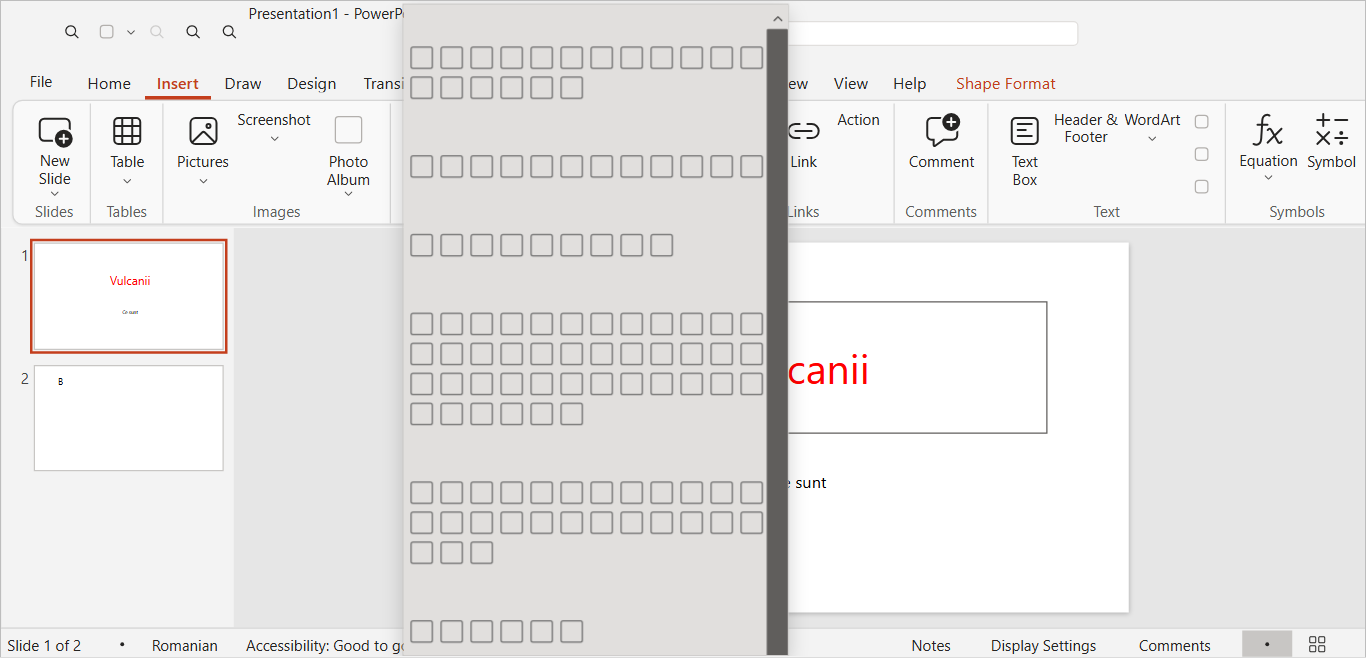 Presentation1 - PowerPo
File
Home
Insert
Draw
Design
Transi
ew
View
Help
Shape Format
New Slide
Table
Pictures
Screenshot
Photo Album
Link
Action
Comment
Text Box
Header & Footer
WordArt
Equation
Symbol
Slides
Tables
Images
Links
Comments
Text
Symbols
1
Vulcanii
Ce sunt
2
B
canii
e sunt
Slide 1 of 2
Romanian
Accessibility: Good to go
Notes
Display Settings
Comments